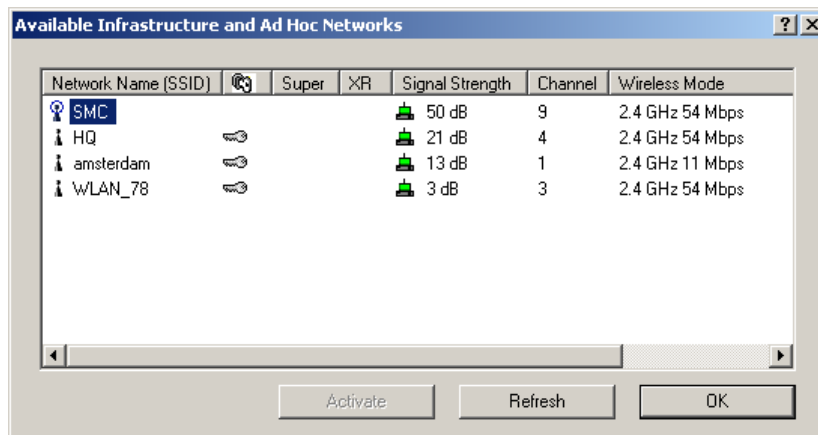 Available Infrastructure and Ad Hoc Networks
Network Name (SSID) Super XR Signal Strength Channel Wireless Mode
SMC 50 dB 9 2.4 GHz 54 Mbps
HQ 21 dB 4 2.4 GHz 54 Mbps
amsterdam 13 dB 1 2.4 GHz 11 Mbps
WLAN_78 3 dB 3 2.4 GHz 54 Mbps
Activate Refresh OK